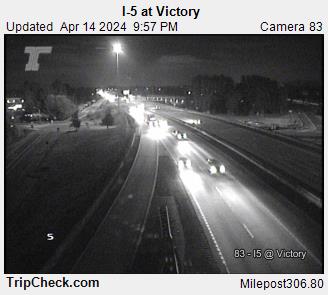 I-5 at Victory
Updated  Apr 14 2024  9:57 PM
Camera 83
T
S
83 - I5 @ Victory
TripCheck.com
Milepost306.80